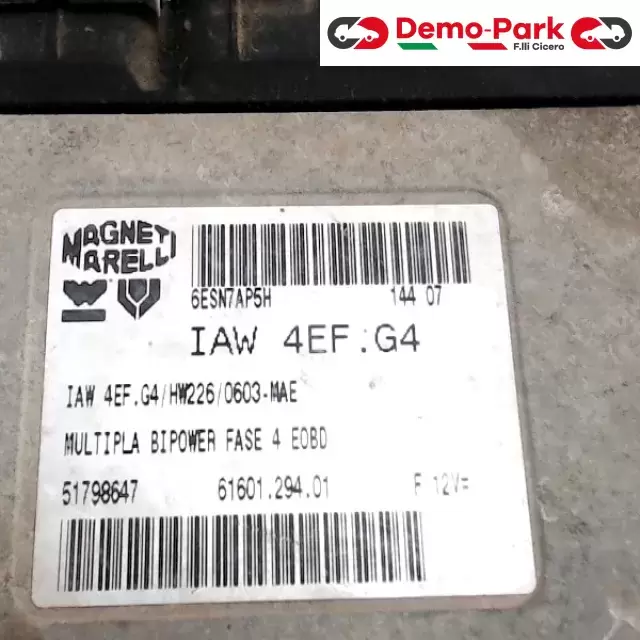 Demo-Park
F.lli Cicero
MAGNETI
MARELLI
6ESN7AP5H 144 07
IAW 4EF.G4
IAW 4EF.G4/HW226/0603-MAE
MULTIPLA BIPOWER FASE 4 EOBD
51798647 61601.294.01 F 12V=